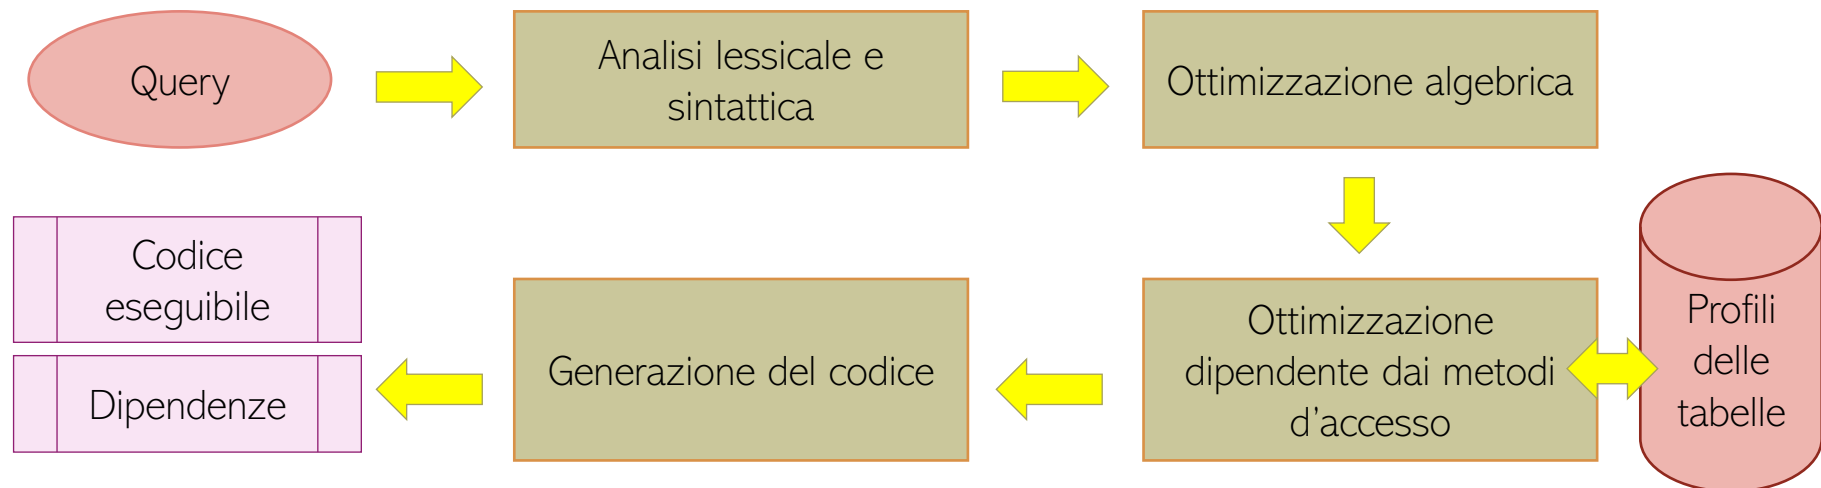 Query
Analisi lessicale e
sintattica
Ottimizzazione algebrica
Codice
eseguibile
Dipendenze
Generazione del codice
Ottimizzazione
dipendente dai metodi
d'accesso
Profili
delle
tabelle